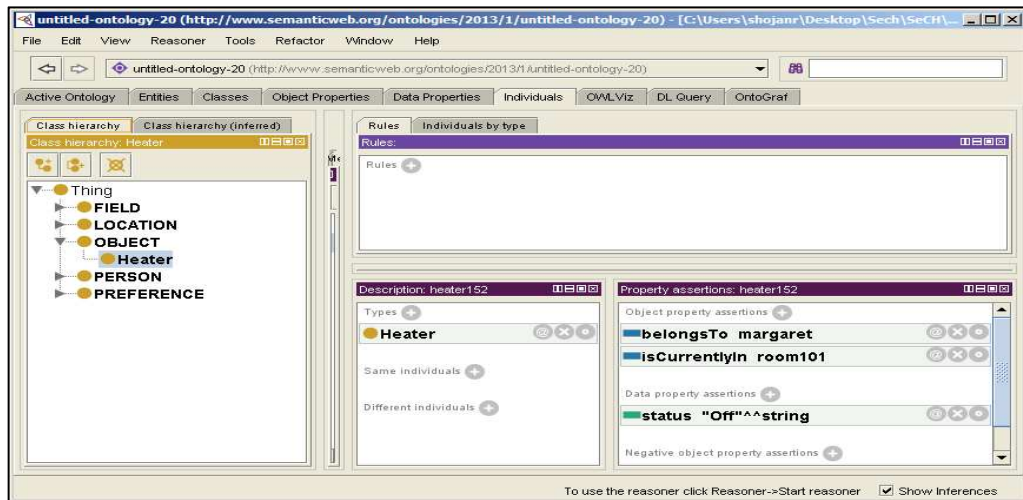 untitled-ontology-20 (http://www.semanticweb.org/ontologies/2013/1/untitled-ontology-20) - [C:\Users\shojanr\Desktop\Sech\SeCH\...
File Edit View Reasoner Tools Refactor Window Help
untitled-ontology-20 (http://www.semanticweb.org/ontologies/2013/1/untitled-ontology-20)
Active Ontology Entities Classes Object Properties Data Properties Individuals OWLViz DL Query OntoGraf
Class hierarchy Class hierarchy (inferred)
Class hierarchy: Heater
Thing
FIELD
LOCATION
OBJECT
Heater
PERSON
PREFERENCE
Rules Individuals by type
Rules:
Rules
Description: heater152
Types
Heater
Same individuals
Different individuals
Property assertions: heater152
Object property assertions
belongsTo margaret
isCurrentlyIn room101
Data property assertions
status "Off"^^string
Negative object property assertions
To use the reasoner click Reasoner->Start reasoner Show Inferences